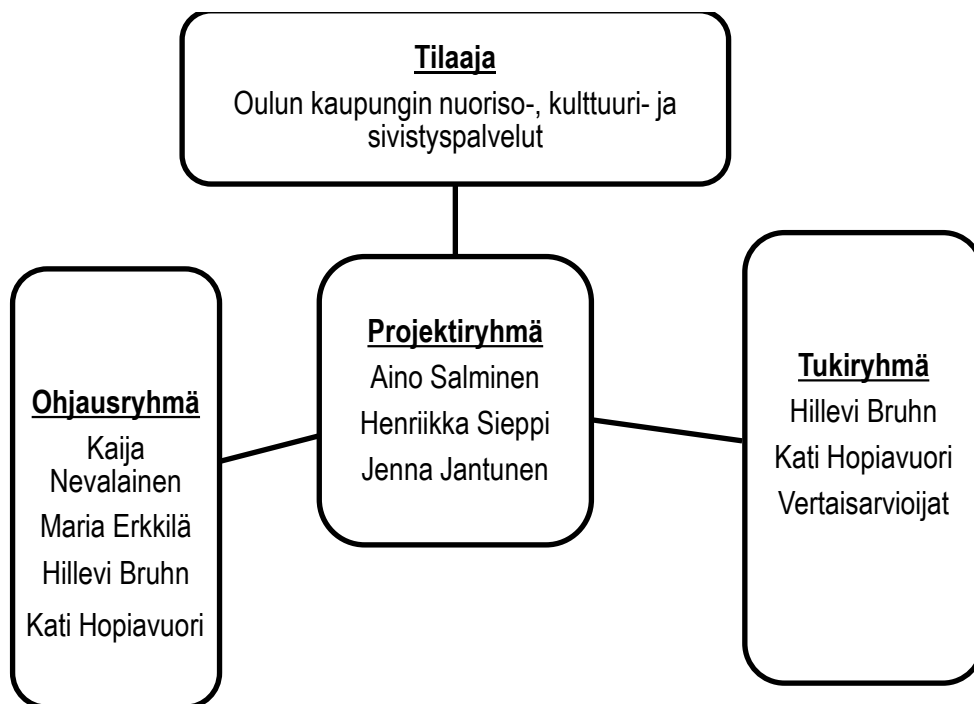 Tilaaja
Oulun kaupungin nuoriso-, kulttuuri- ja
sivistyspalvelut
Ohjausryhmä
Kaija
Nevalainen
Maria Erkkilä
Hillevi Bruhn
Kati Hopiavuori
Projektiryhmä
Aino Salminen
Henriikka Sieppi
Jenna Jantunen
Tukiryhmä
Hillevi Bruhn
Kati Hopiavuori
Vertaisarvioijat